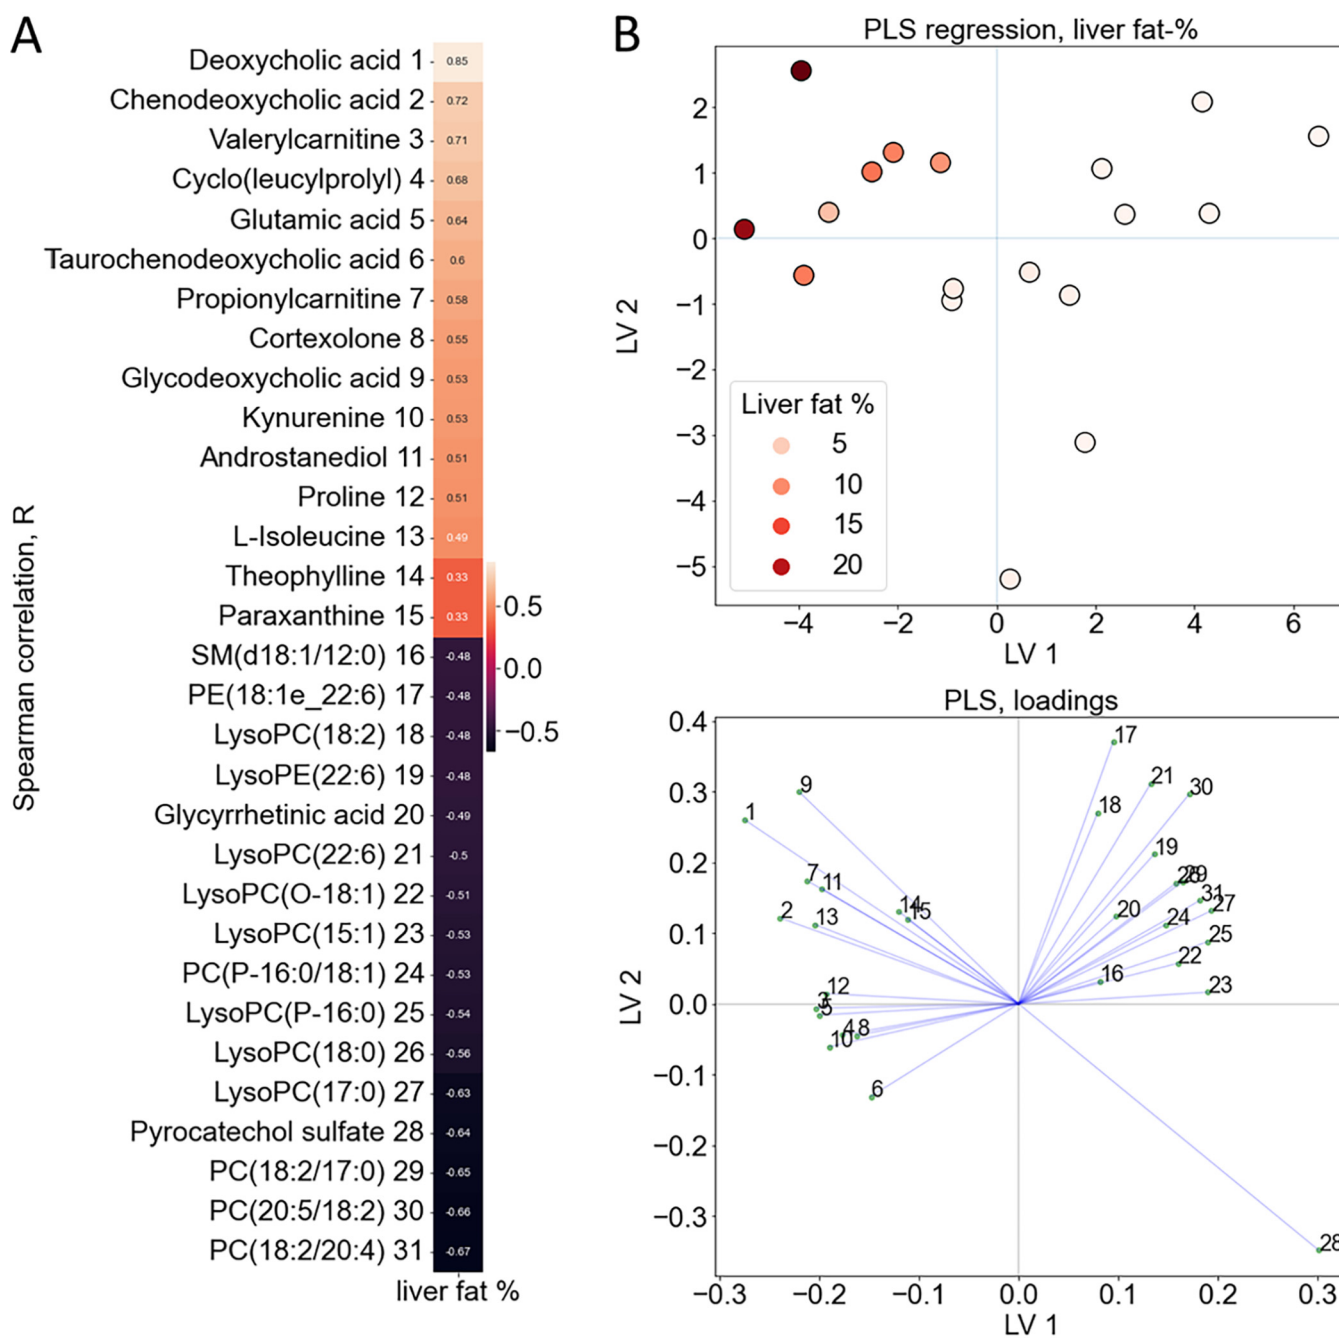 A
Spearman correlation, R
Deoxycholic acid 1 0.85
Chenodeoxycholic acid 2 0.72
Valerylcarnitine 3 0.71
Cyclo(leucylprolyl) 4 0.68
Glutamic acid 5 0.64
Taurochenodeoxycholic acid 6 0.6
Propionylcarnitine 7 0.58
Cortexolone 8 0.55
Glycodeoxycholic acid 9 0.53
Kynurenine 10 0.53
Androstanediol 11 0.51
Proline 12 0.51
L-Isoleucine 13 0.49
Theophylline 14 0.33
Paraxanthine 15 0.33
SM(d18:1/12:0) 16 -0.48
PE(18:1e_22:6) 17 -0.48
LysoPC(18:2) 18 -0.48
LysoPE(22:6) 19 -0.48
Glycyrrhetinic acid 20 -0.49
LysoPC(22:6) 21 -0.5
LysoPC(O-18:1) 22 -0.51
LysoPC(15:1) 23 -0.53
PC(P-16:0/18:1) 24 -0.53
LysoPC(P-16:0) 25 -0.54
LysoPC(18:0) 26 -0.56
LysoPC(17:0) 27 -0.63
Pyrocatechol sulfate 28 -0.64
PC(18:2/17:0) 29 -0.65
PC(20:5/18:2) 30 -0.66
PC(18:2/20:4) 31 -0.67
liver fat %
0.5
0.0
−0.5
B
PLS regression, liver fat-%
LV 2
2
1
0
−1
−2
−3
−4
−5
Liver fat %
5
10
15
20
−4 −2 0 2 4 6
LV 1
PLS, loadings
LV 2
0.4
0.3
0.2
0.1
0.0
−0.1
−0.2
−0.3
17
21
30
9
18
1
19
7
11
26
29
31
27
14
15
2
13
20
24
25
22
16
23
12
3
5
4
8
10
6
28
−0.3 −0.2 −0.1 0.0 0.1 0.2 0.3
LV 1